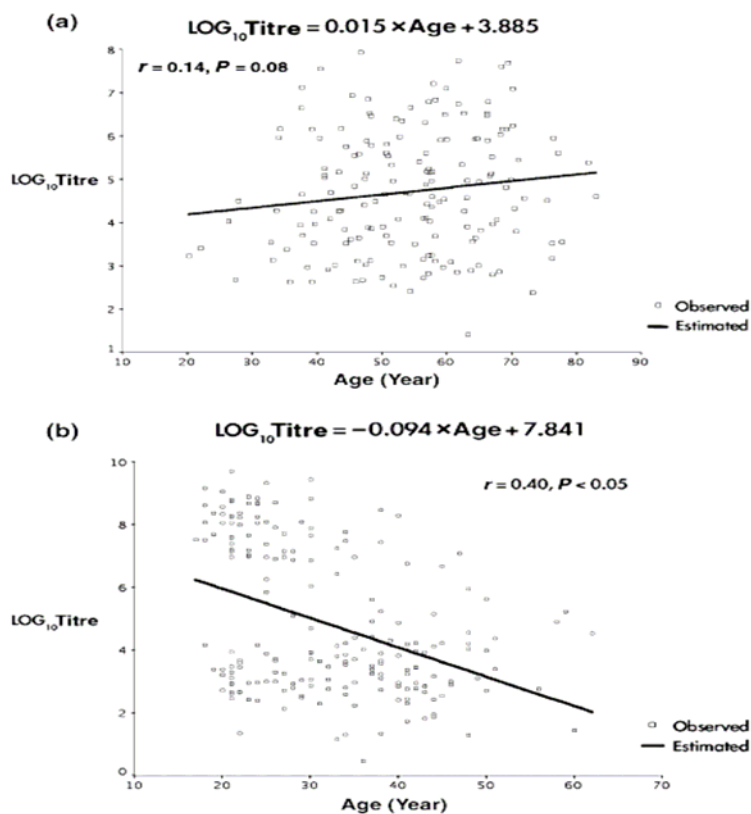 (a)
LOG₁₀Titre = 0.015 ×Age + 3.885
r = 0.14, P = 0.08
8
7
6
LOG₁₀Titre
5
4
3
2
1
10 20 30 40 50 60 70 80 90
Age (Year)
Observed
Estimated
(b)
LOG₁₀Titre = −0.094 ×Age + 7.841
r = 0.40, P < 0.05
10
8
6
LOG₁₀Titre
4
2
0
10 20 30 40 50 60 70
Age (Year)
Observed
Estimated